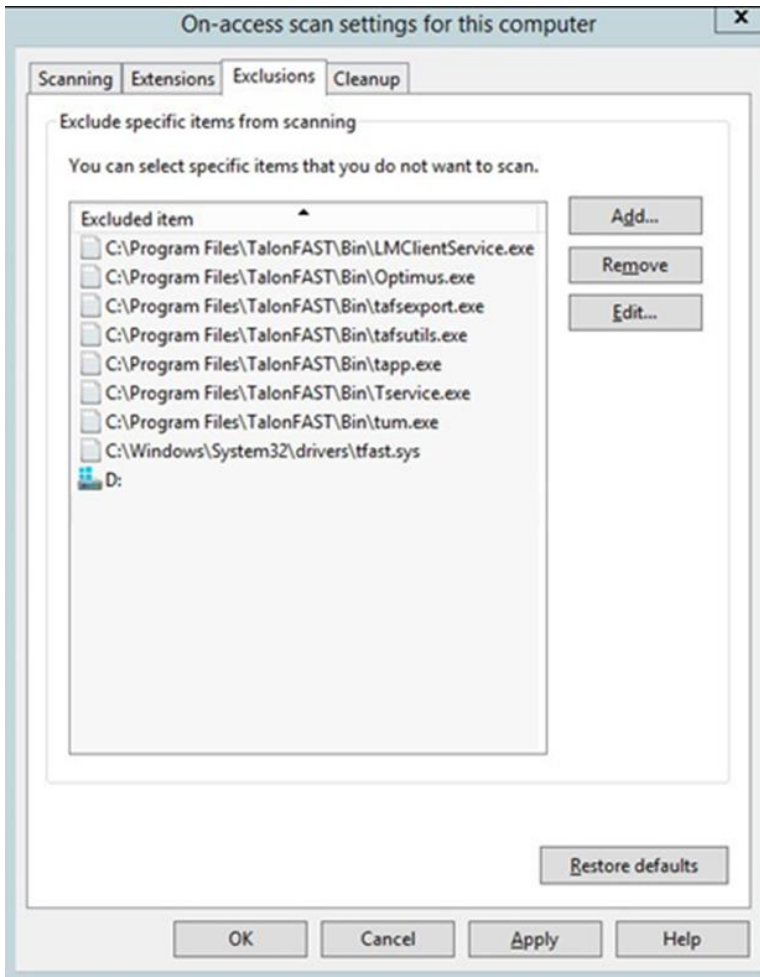 On-access scan settings for this computer
x
Scanning Extensions Exclusions Cleanup
Exclude specific items from scanning
You can select specific items that you do not want to scan.
Excluded item
C:\Program Files\TalonFAST\Bin\LMClientService.exe
C:\Program Files\TalonFAST\Bin\Optimus.exe
C:\Program Files\TalonFAST\Bin\tafsexport.exe
C:\Program Files\TalonFAST\Bin\tafsutils.exe
C:\Program Files\TalonFAST\Bin\tapp.exe
C:\Program Files\TalonFAST\Bin\Tservice.exe
C:\Program Files\TalonFAST\Bin\tum.exe
C:\Windows\System32\drivers\tfast.sys
D:
Add...
Remove
Edit...
Restore defaults
OK Cancel Apply Help